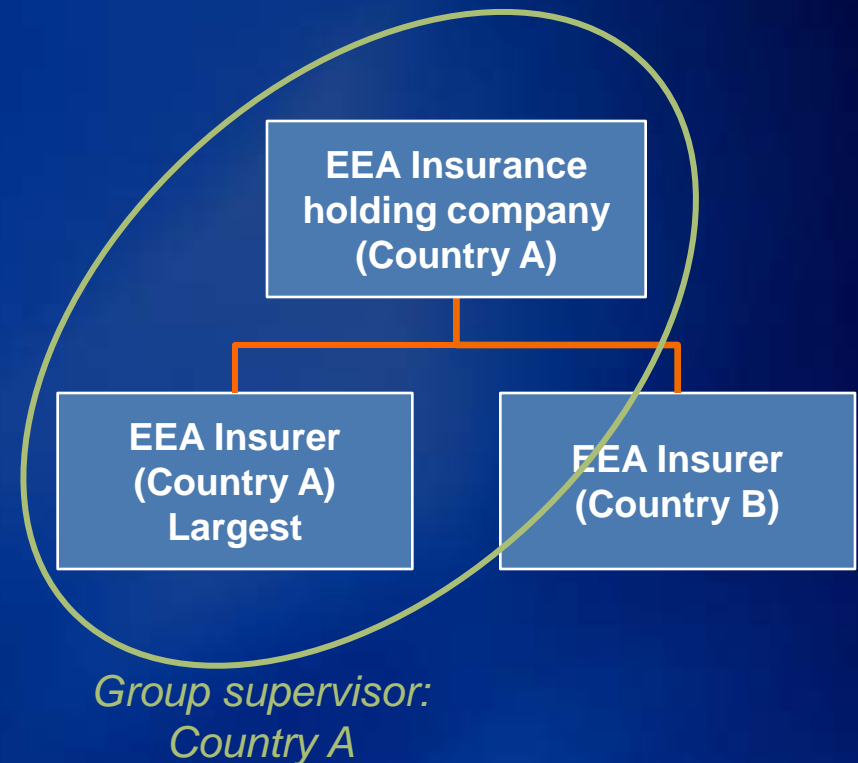 EEA Insurance
holding company
(Country A)
EEA Insurer
(Country A)
Largest
EEA Insurer
(Country B)
Group supervisor:
Country A